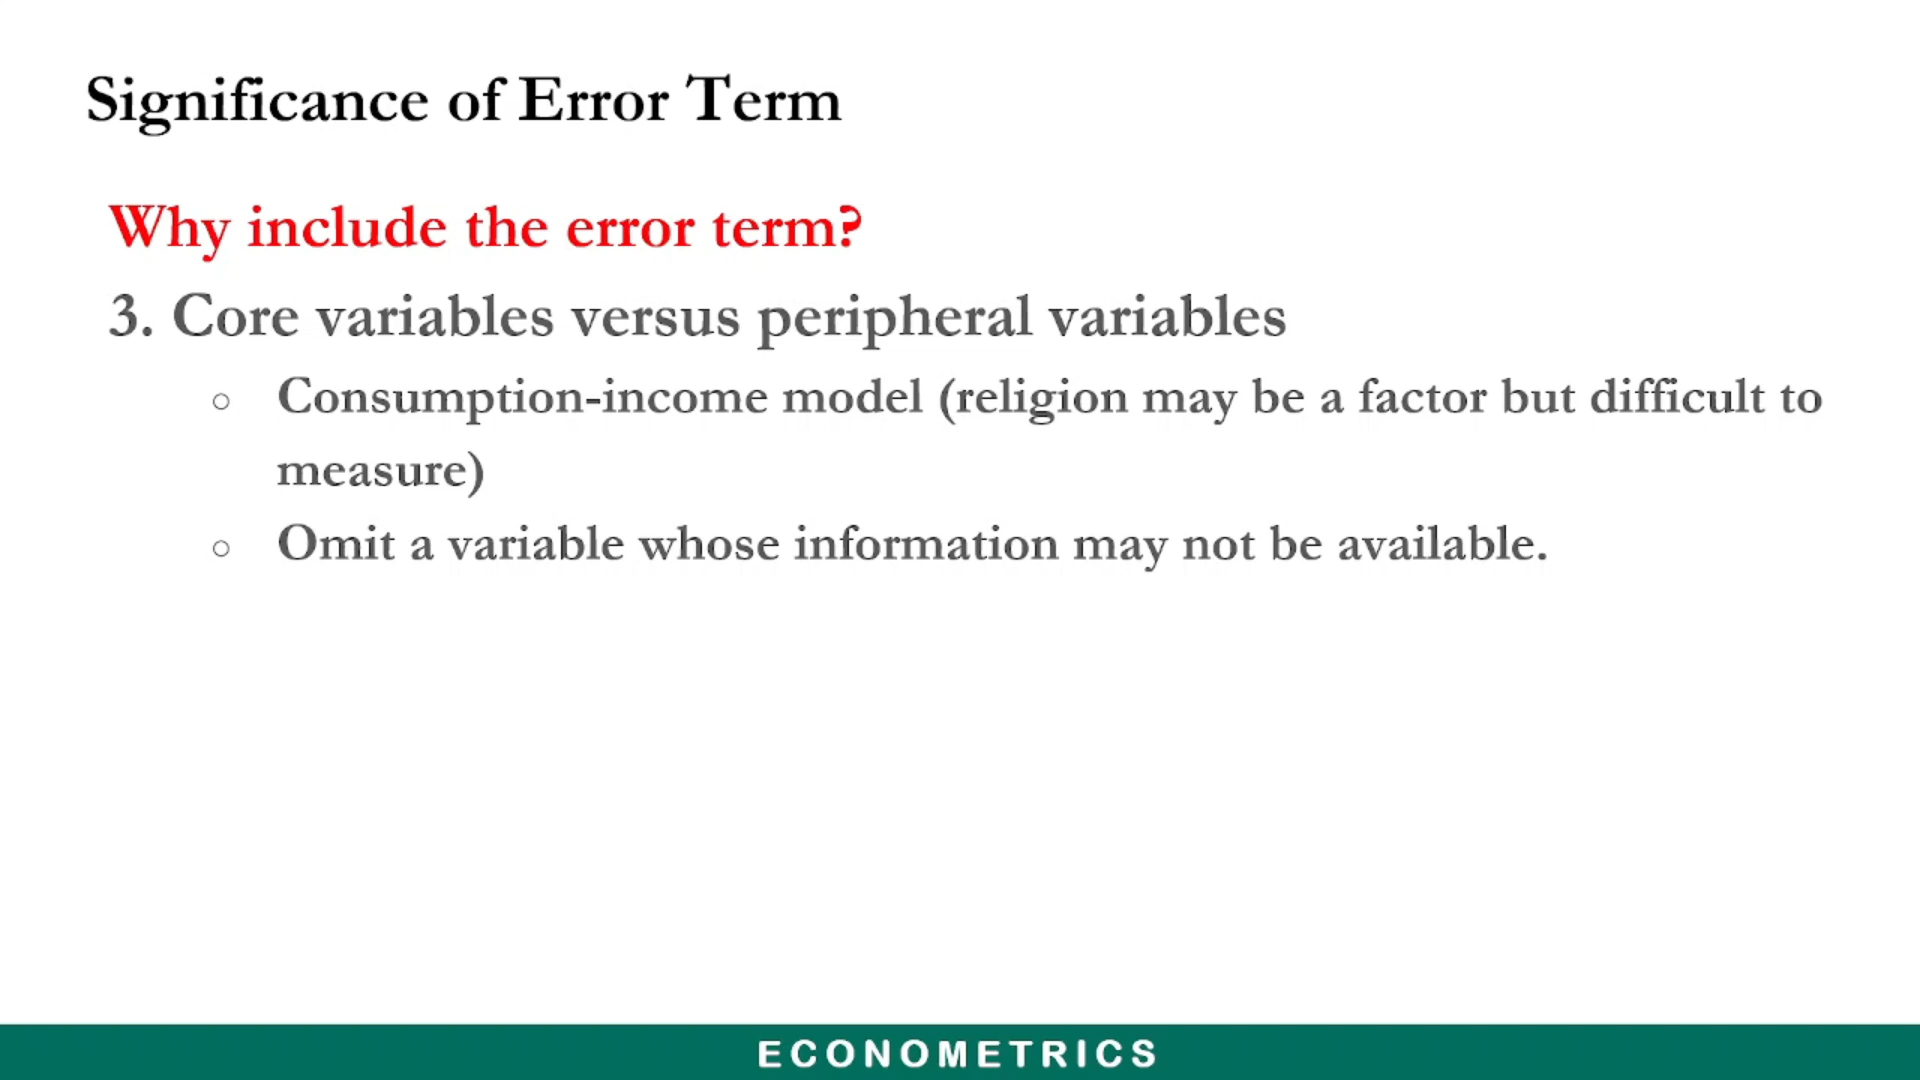 Significance of Error Term
Why include the error term?
3. Core variables versus peripheral variables
○ Consumption-income model (religion may be a factor but difficult to
measure)
○ Omit a variable whose information may not be available.
ECONOMETRICS